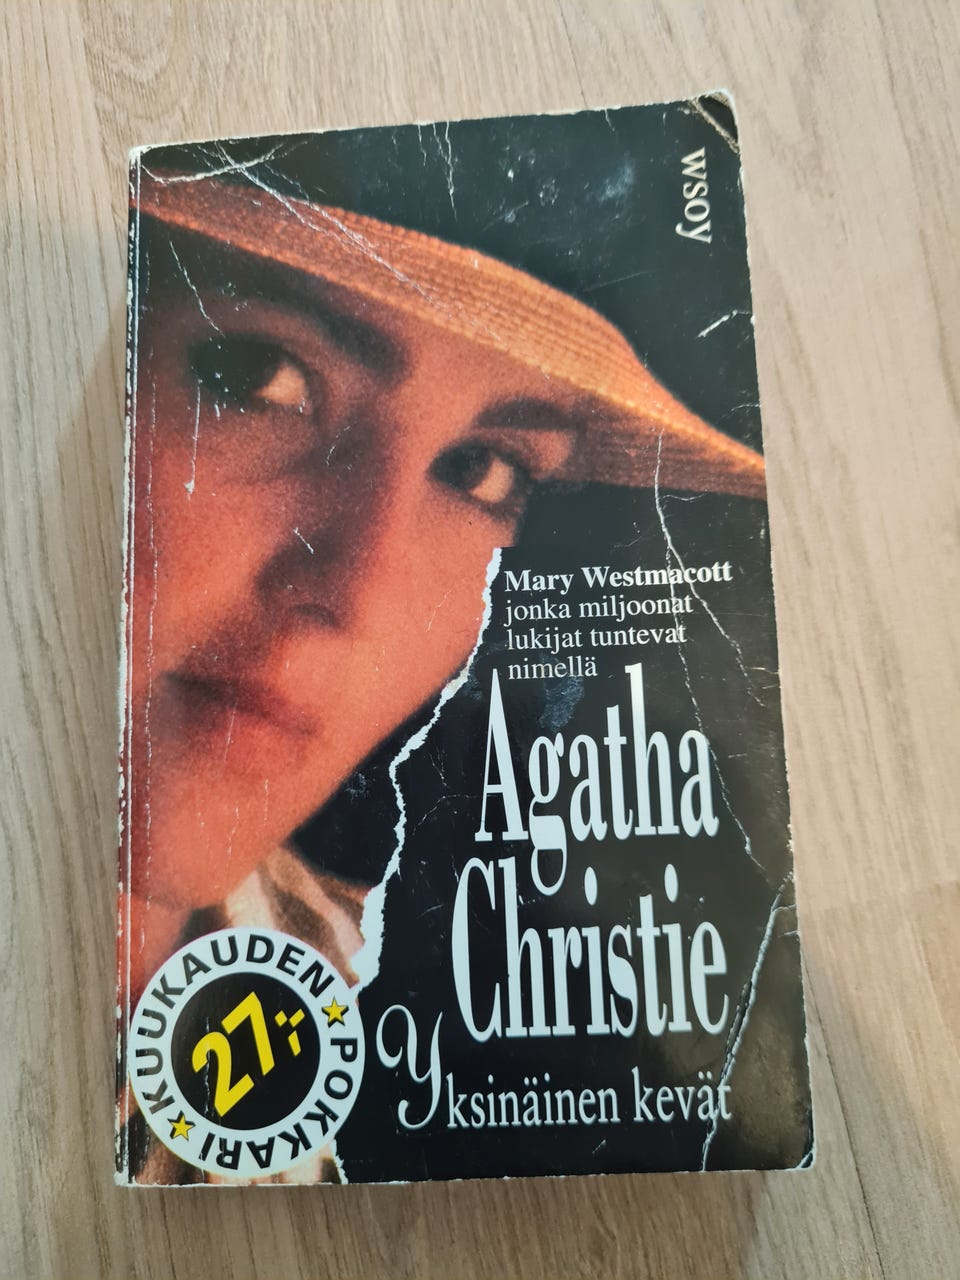 wsoy
Mary Westmacott
jonka miljoonat
lukijat tuntevat
nimellä
Agatha
Christie
Yksinäinen kevät
KUUKAUDEN POKKARI
27:-